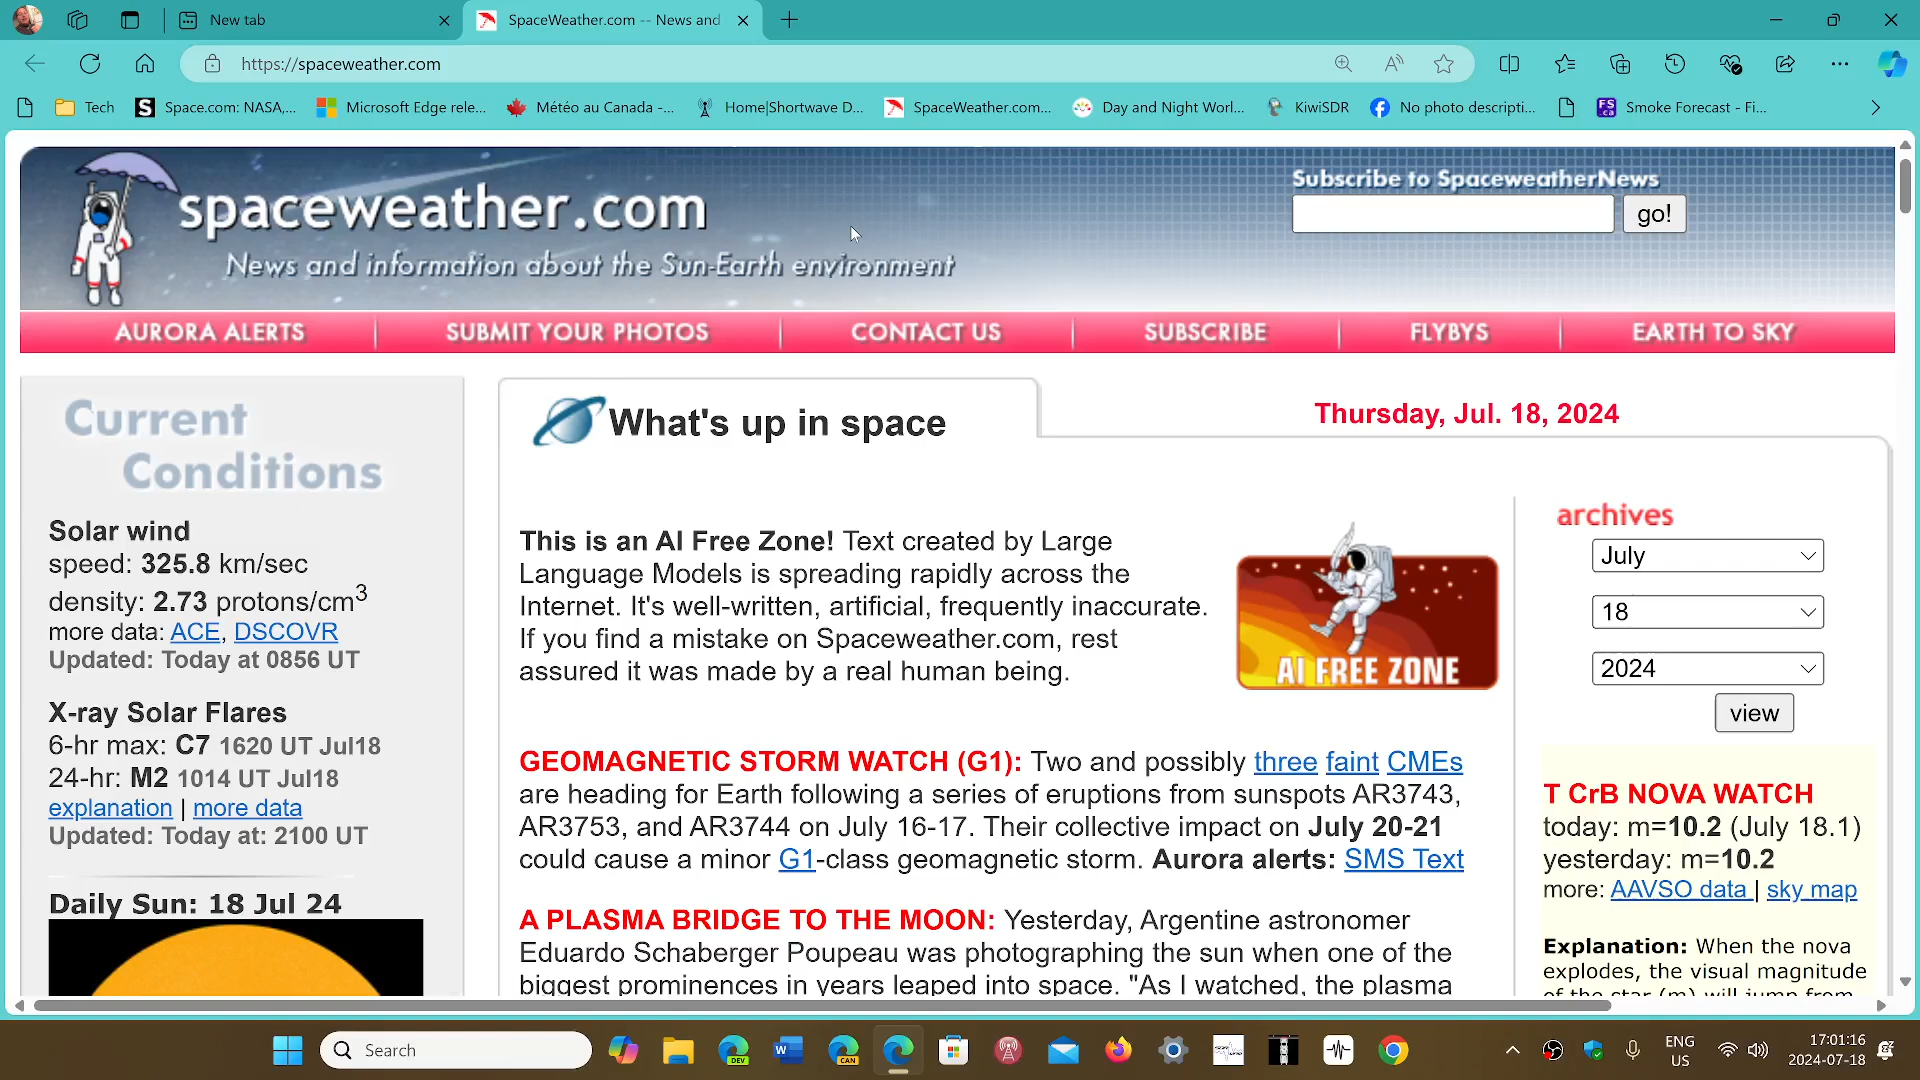 New tab
SpaceWeather.com -- News and
https://spaceweather.com
Tech
Space.com: NASA,...
Microsoft Edge rele...
Météo au Canada -...
Home|Shortwave D...
SpaceWeather.com...
Day and Night Worl...
KiwiSDR
No photo descripti...
Smoke Forecast - Fi...
spaceweather.com
News and information about the Sun-Earth environment
Subscribe to SpaceweatherNews
go!
AURORA ALERTS
SUBMIT YOUR PHOTOS
CONTACT US
SUBSCRIBE
FLYBYS
EARTH TO SKY
Current
Conditions
Solar wind
speed: 325.8 km/sec
density: 2.73 protons/cm3
more data: ACE, DSCOVR
Updated: Today at 0856 UT
X-ray Solar Flares
6-hr max: C7 1620 UT Jul18
24-hr: M2 1014 UT Jul18
explanation | more data
Updated: Today at: 2100 UT
Daily Sun: 18 Jul 24
What's up in space
Thursday, Jul. 18, 2024
This is an AI Free Zone! Text created by Large
Language Models is spreading rapidly across the
Internet. It's well-written, artificial, frequently inaccurate.
If you find a mistake on Spaceweather.com, rest
assured it was made by a real human being.
AI FREE ZONE
GEOMAGNETIC STORM WATCH (G1): Two and possibly three faint CMEs
are heading for Earth following a series of eruptions from sunspots AR3743,
AR3753, and AR3744 on July 16-17. Their collective impact on July 20-21
could cause a minor G1-class geomagnetic storm. Aurora alerts: SMS Text
A PLASMA BRIDGE TO THE MOON: Yesterday, Argentine astronomer
Eduardo Schaberger Poupeau was photographing the sun when one of the
biggest prominences in years leaped into space. "As I watched, the plasma
archives
July
18
2024
view
T CrB NOVA WATCH
today: m=10.2 (July 18.1)
yesterday: m=10.2
more: AAVSO data | sky map
Explanation: When the nova
explodes, the visual magnitude
of the star (m) will jump from
Search
DEV
CAN
ENG
US
17:01:16
2024-07-18